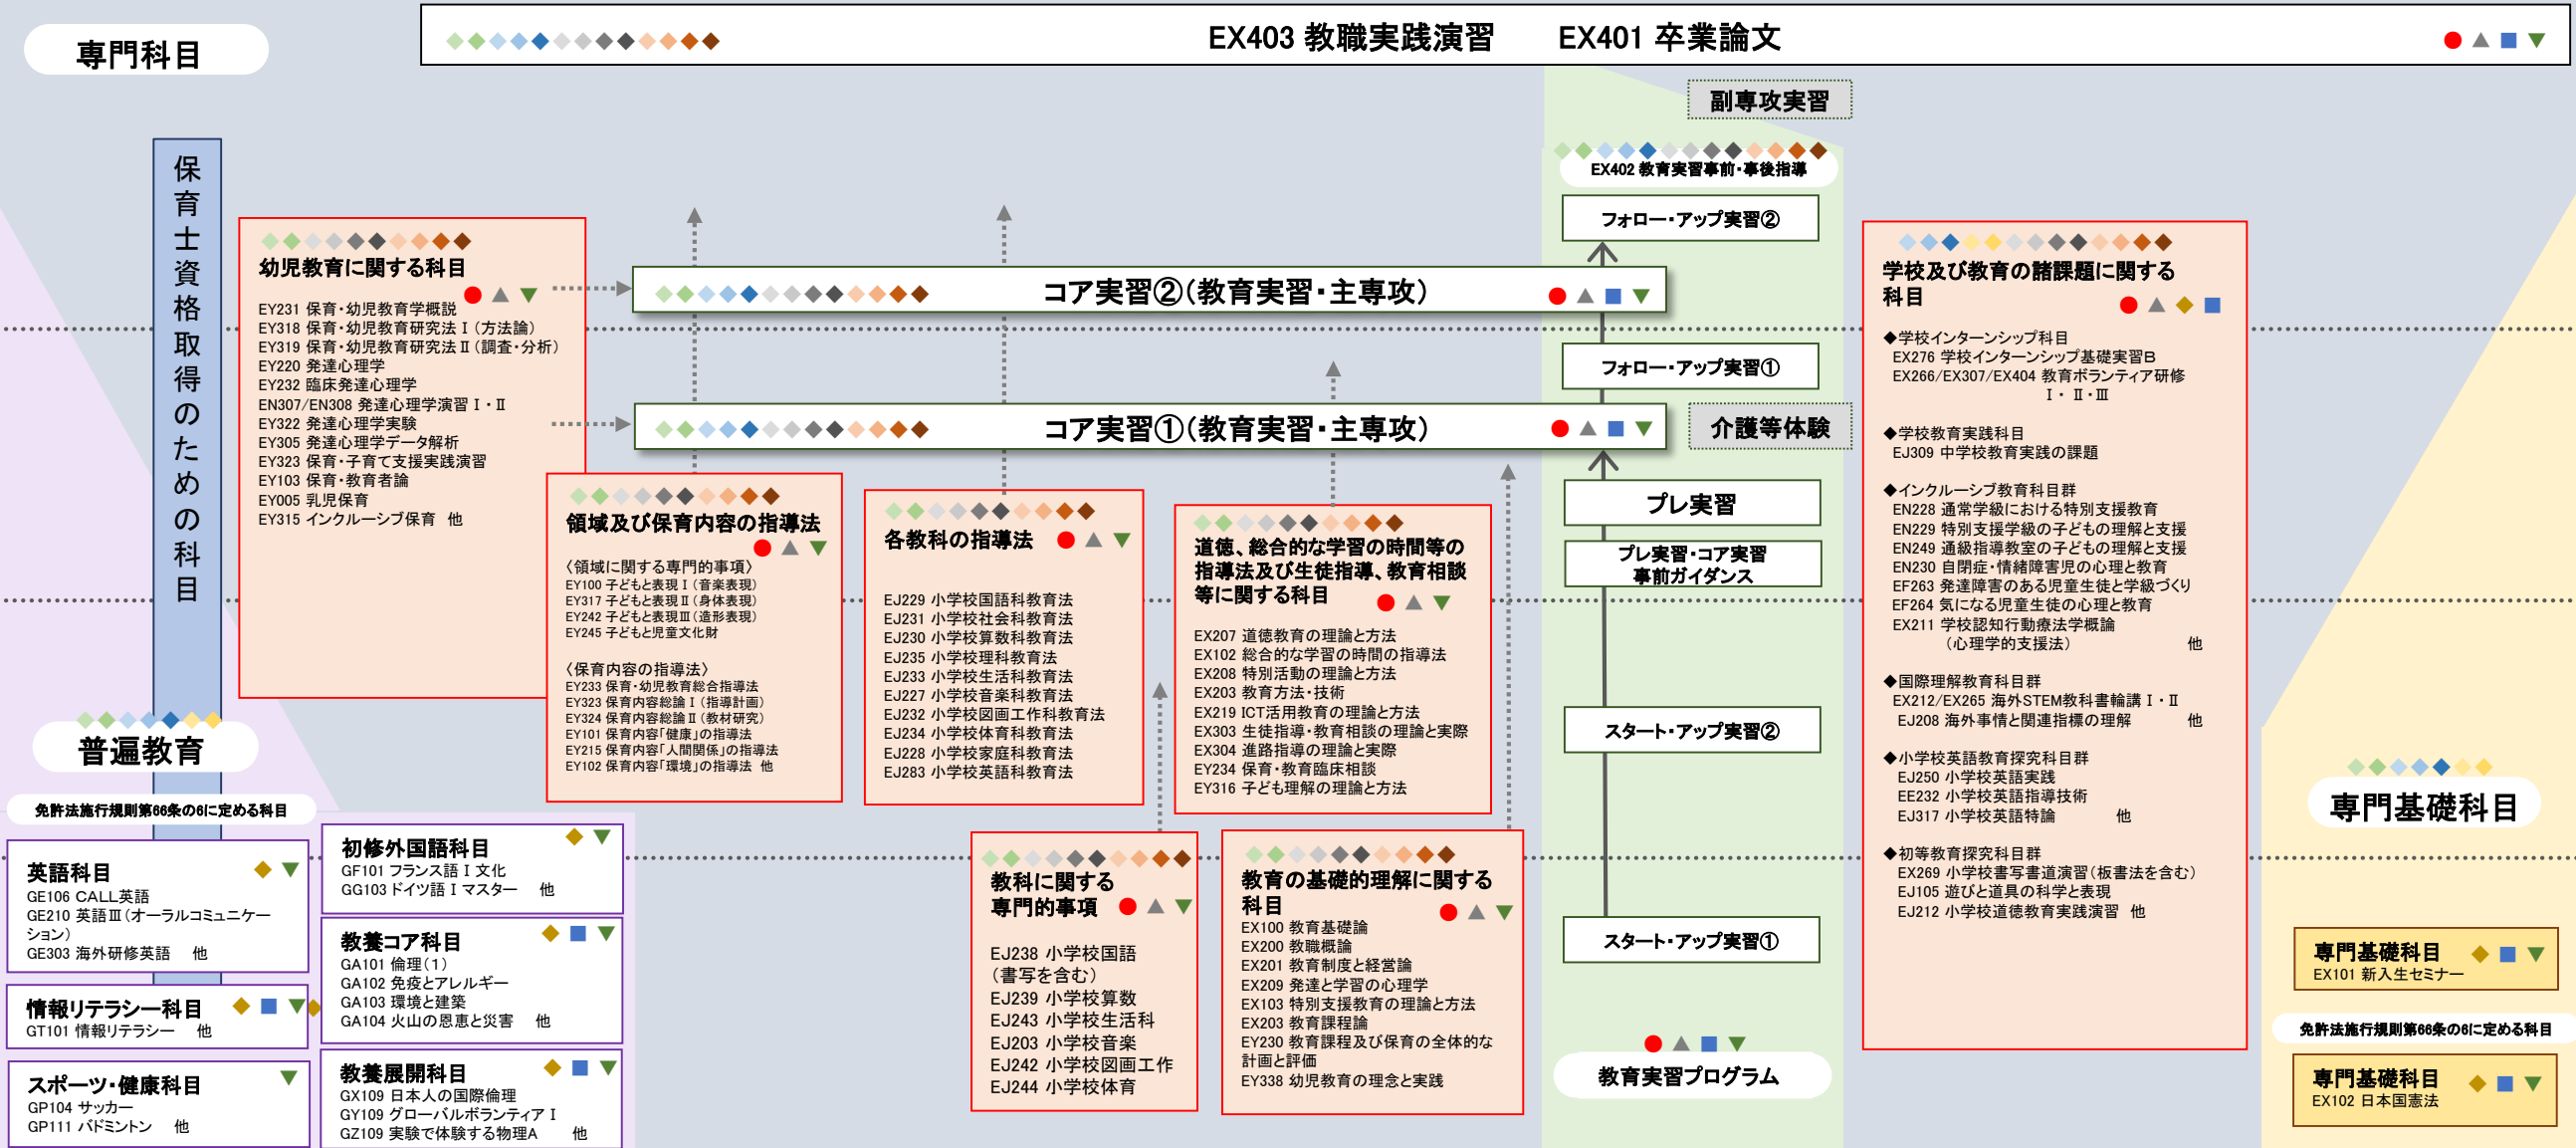 専門科目
EX403 教職実践演習 EX401 卒業論文
副専攻実習
保育士資格取得のための科目
EX402 教育実習事前・事後指導
フォロー・アップ実習②
コア実習②(教育実習・主専攻)
フォロー・アップ実習①
コア実習①(教育実習・主専攻)
介護等体験
プレ実習
プレ実習・コア実習
事前ガイダンス
スタート・アップ実習②
スタート・アップ実習①
教育実習プログラム
幼児教育に関する科目
EY231 保育・幼児教育学概説
EY318 保育・幼児教育研究法Ⅰ(方法論)
EY319 保育・幼児教育研究法Ⅱ(調査・分析)
EY220 発達心理学
EY232 臨床発達心理学
EN307/EN308 発達心理学演習Ⅰ・Ⅱ
EY322 発達心理学実験
EY305 発達心理学データ解析
EY323 保育・子育て支援実践演習
EY103 保育・教育者論
EY005 乳児保育
EY315 インクルーシブ保育 他
領域及び保育内容の指導法
〈領域に関する専門的事項〉
EY100 子どもと表現Ⅰ(音楽表現)
EY317 子どもと表現Ⅱ(身体表現)
EY242 子どもと表現Ⅲ(造形表現)
EY245 子どもと児童文化財
〈保育内容の指導法〉
EY233 保育・幼児教育総合指導法
EY323 保育内容総論Ⅰ(指導計画)
EY324 保育内容総論Ⅱ(教材研究)
EY101 保育内容「健康」の指導法
EY215 保育内容「人間関係」の指導法
EY102 保育内容「環境」の指導法 他
各教科の指導法
EJ229 小学校国語科教育法
EJ231 小学校社会科教育法
EJ230 小学校算数科教育法
EJ235 小学校理科教育法
EJ233 小学校生活科教育法
EJ227 小学校音楽科教育法
EJ232 小学校図画工作科教育法
EJ234 小学校体育科教育法
EJ228 小学校家庭科教育法
EJ283 小学校英語科教育法
道徳、総合的な学習の時間等の
指導法及び生徒指導、教育相談
等に関する科目
EX207 道徳教育の理論と方法
EX102 総合的な学習の時間の指導法
EX208 特別活動の理論と方法
EX203 教育方法・技術
EX219 ICT活用教育の理論と方法
EX303 生徒指導・教育相談の理論と実際
EX304 進路指導の理論と実際
EY234 保育・教育臨床相談
EY316 子ども理解の理論と方法
学校及び教育の諸課題に関する
科目
◆学校インターンシップ科目
EX276 学校インターンシップ基礎実習B
EX266/EX307/EX404 教育ボランティア研修
Ⅰ・Ⅱ・Ⅲ
◆学校教育実践科目
EJ309 中学校教育実践の課題
◆インクルーシブ教育科目群
EN228 通常学級における特別支援教育
EN229 特別支援学級の子どもの理解と支援
EN249 通級指導教室の子どもの理解と支援
EN230 自閉症・情緒障害児の心理と教育
EF263 発達障害のある児童生徒と学級づくり
EF264 気になる児童生徒の心理と教育
EX211 学校認知行動療法学概論
(心理学的支援法) 他
◆国際理解教育科目群
EX212/EX265 海外STEM教科書輪講Ⅰ・Ⅱ
EJ208 海外事情と関連指標の理解 他
◆小学校英語教育探究科目群
EJ250 小学校英語実践
EE232 小学校英語指導技術
EJ317 小学校英語特論 他
◆初等教育探究科目群
EX269 小学校書写書道演習(板書法を含む)
EJ105 遊びと道具の科学と表現
EJ212 小学校道徳教育実践演習 他
普遍教育
免許法施行規則第66条の6に定める科目
英語科目
GE106 CALL英語
GE210 英語Ⅲ(オーラルコミュニケー
ション)
GE303 海外研修英語 他
情報リテラシー科目
GT101 情報リテラシー 他
スポーツ・健康科目
GP104 サッカー
GP111 バドミントン 他
初修外国語科目
GF101 フランス語Ⅰ文化
GG103 ドイツ語Ⅰマスター 他
教養コア科目
GA101 倫理(1)
GA102 免疫とアレルギー
GA103 環境と建築
GA104 火山の恩恵と災害 他
教養展開科目
GX109 日本人の国際倫理
GY109 グローバルボランティアⅠ
GZ109 実験で体験する物理A 他
教科に関する
専門的事項
EJ238 小学校国語
(書写を含む)
EJ239 小学校算数
EJ243 小学校生活科
EJ203 小学校音楽
EJ242 小学校図画工作
EJ244 小学校体育
教育の基礎的理解に関する
科目
EX100 教育基礎論
EX200 教職概論
EX201 教育制度と経営論
EX209 発達と学習の心理学
EX103 特別支援教育の理論と方法
EX203 教育課程論
EY230 教育課程及び保育の全体的な
計画と評価
EY338 幼児教育の理念と実践
専門基礎科目
専門基礎科目
EX101 新入生セミナー
免許法施行規則第66条の6に定める科目
専門基礎科目
EX102 日本国憲法